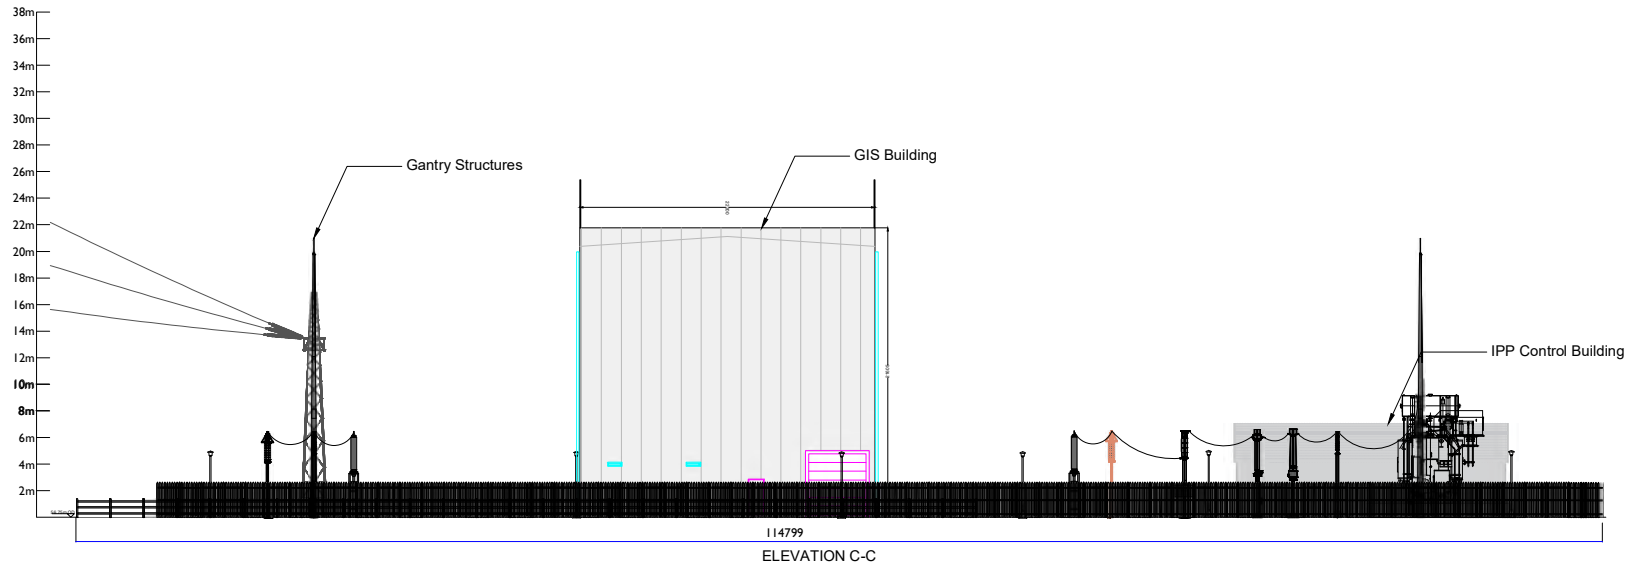 38m
36m
34m
32m
30m
28m
26m
24m
22m
20m
18m
16m
14m
12m
10m
8m
6m
4m
2m
Gantry Structures
GIS Building
IPP Control Building
114799
ELEVATION C-C